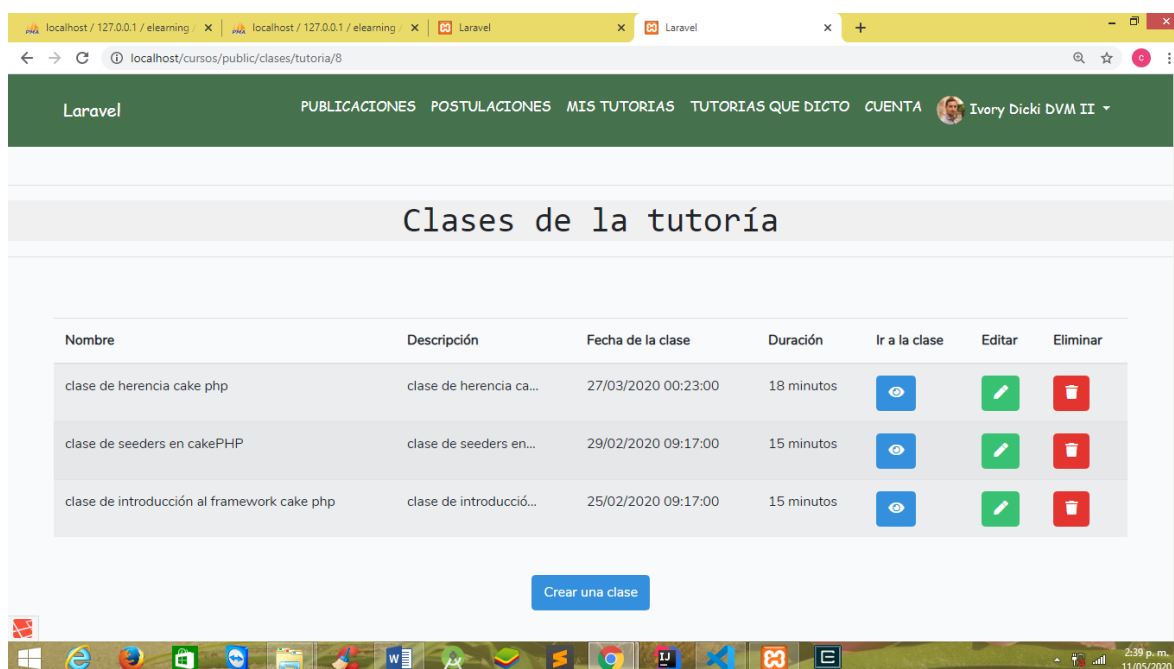 localhost / 127.0.0.1 / elearning / localhost / 127.0.0.1 / elearning / Laravel Laravel
localhost/cursos/public/clases/tutoria/8
Laravel PUBLICACIONES POSTULACIONES MIS TUTORIAS TUTORIAS QUE DICTO CUENTA Ivory Dicki DVM II
Clases de la tutoría
Nombre Descripción Fecha de la clase Duración Ir a la clase Editar Eliminar
clase de herencia cake php clase de herencia ca... 27/03/2020 00:23:00 18 minutos
clase de seeders en cakePHP clase de seeders en... 29/02/2020 09:17:00 15 minutos
clase de introducción al framework cake php clase de introducció... 25/02/2020 09:17:00 15 minutos
Crear una clase
2:39 p. m.
11/05/2020